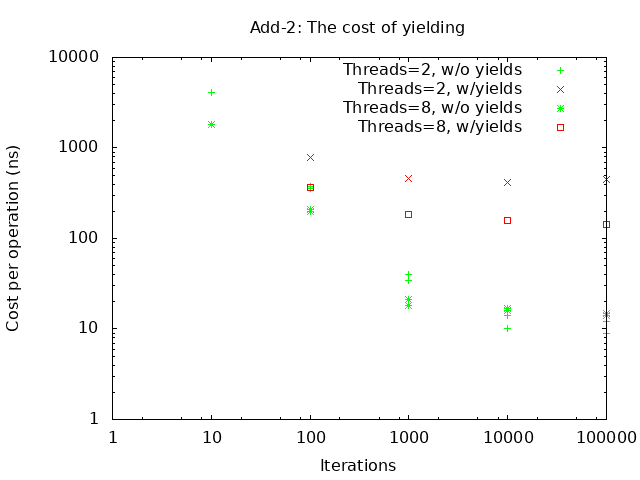 Add-2: The cost of yielding
10000
1000
100
10
1
Cost per operation (ns)
Threads=2, w/o yields
Threads=2, w/yields
Threads=8, w/o yields
Threads=8, w/yields
1 10 100 1000 10000 100000
Iterations